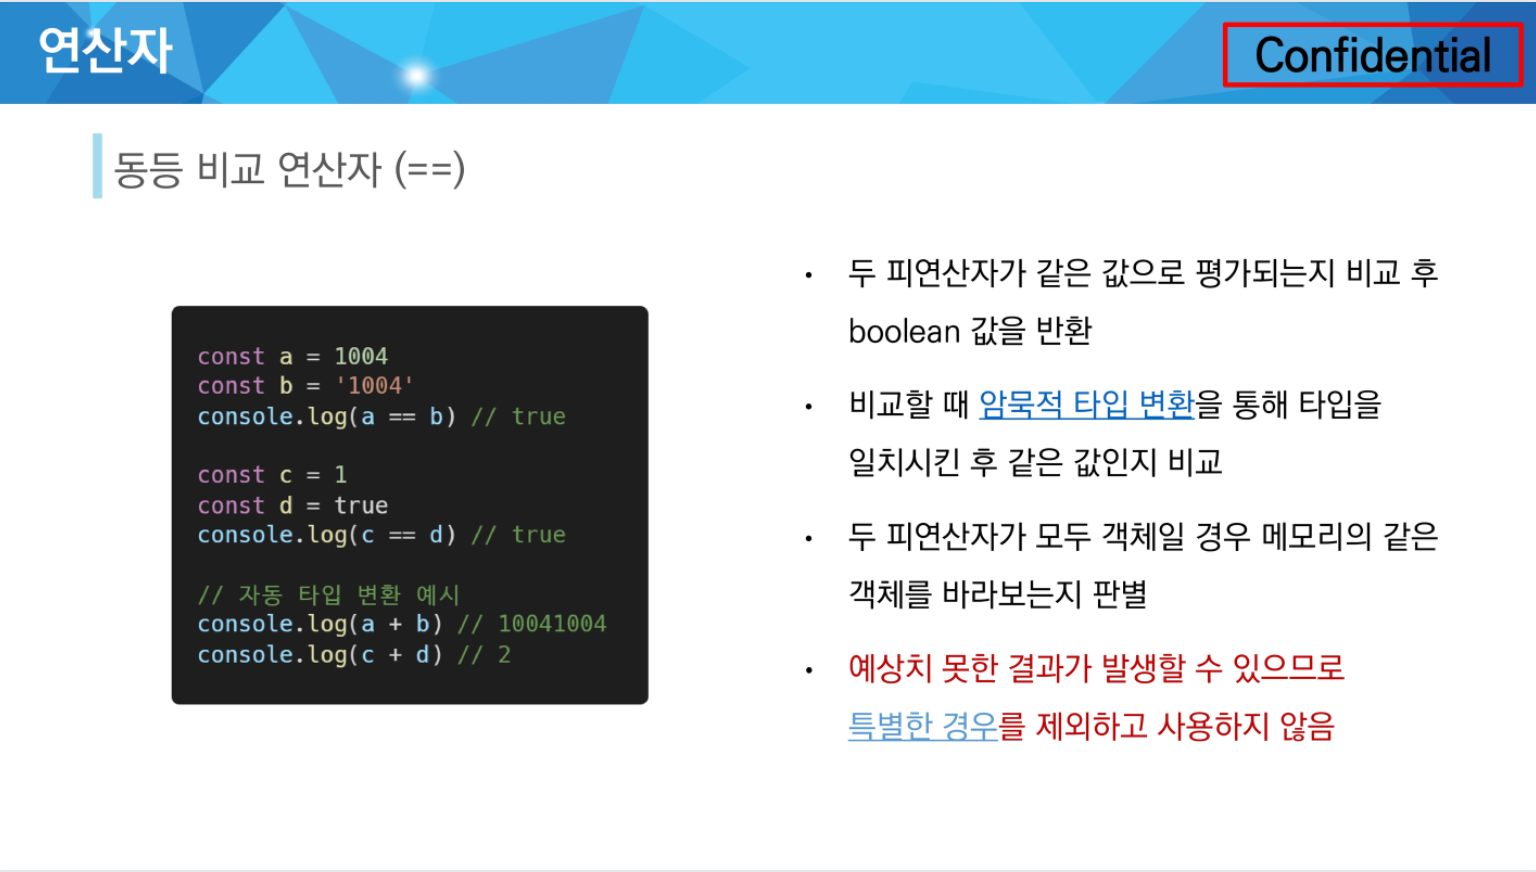 연산자
Confidential
동등 비교 연산자 (==)
const a = 1004
const b = '1004'
console.log(a == b) // true
const c = 1
const d = true
console.log(c == d) // true
// 자동 타입 변환 예시
console.log(a + b) // 10041004
console.log(c + d) // 2
• 두 피연산자가 같은 값으로 평가되는지 비교 후
boolean 값을 반환
• 비교할 때 암묵적 타입 변환을 통해 타입을
일치시킨 후 같은 값인지 비교
• 두 피연산자가 모두 객체일 경우 메모리의 같은
객체를 바라보는지 판별
• 예상치 못한 결과가 발생할 수 있으므로
특별한 경우를 제외하고 사용하지 않음